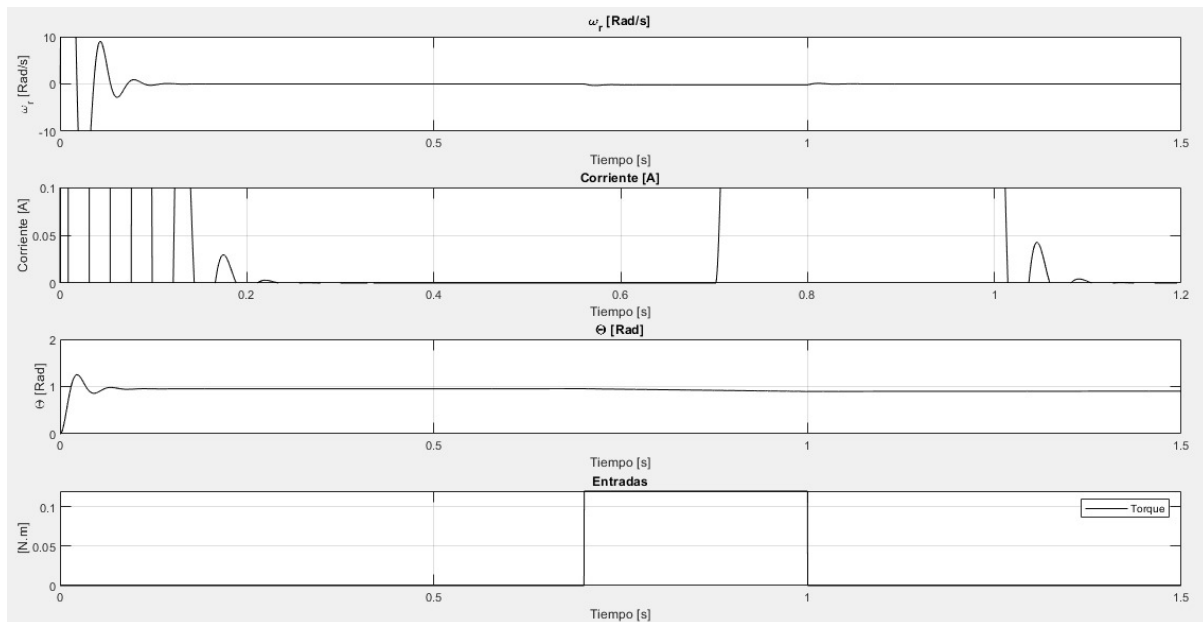 ω_r [Rad/s]
10
0
-10
ω_r [Rad/s]
0
0.5
1
1.5
Tiempo [s]
Corriente [A]
0.1
0.05
0
Corriente [A]
0
0.2
0.4
0.6
0.8
1
1.2
Tiempo [s]
Θ [Rad]
2
1
0
Θ [Rad]
0
0.5
1
1.5
Tiempo [s]
Entradas
0.1
0.05
0
[N.m]
Torque
0
0.5
1
1.5
Tiempo [s]